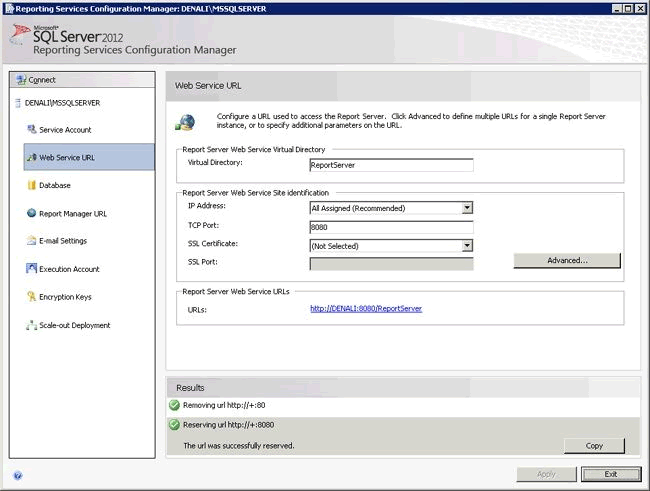 Reporting Services Configuration Manager: DENALI\MSSQLSERVER
Microsoft
SQL Server 2012
Reporting Services Configuration Manager
Connect
DENALI\MSSQLSERVER
Service Account
Web Service URL
Database
Report Manager URL
E-mail Settings
Execution Account
Encryption Keys
Scale-out Deployment
Web Service URL
Configure a URL used to access the Report Server. Click Advanced to define multiple URLs for a single Report Server
instance, or to specify additional parameters on the URL.
Report Server Web Service Virtual Directory
Virtual Directory: ReportServer
Report Server Web Service Site identification
IP Address: All Assigned (Recommended)
TCP Port: 8080
SSL Certificate: (Not Selected)
SSL Port:
Advanced...
Report Server Web Service URLs
URLs: http://DENALI:8080/ReportServer
Results
Removing url http://+:80
Reserving url http://+:8080
The url was successfully reserved.
Copy
Apply
Exit